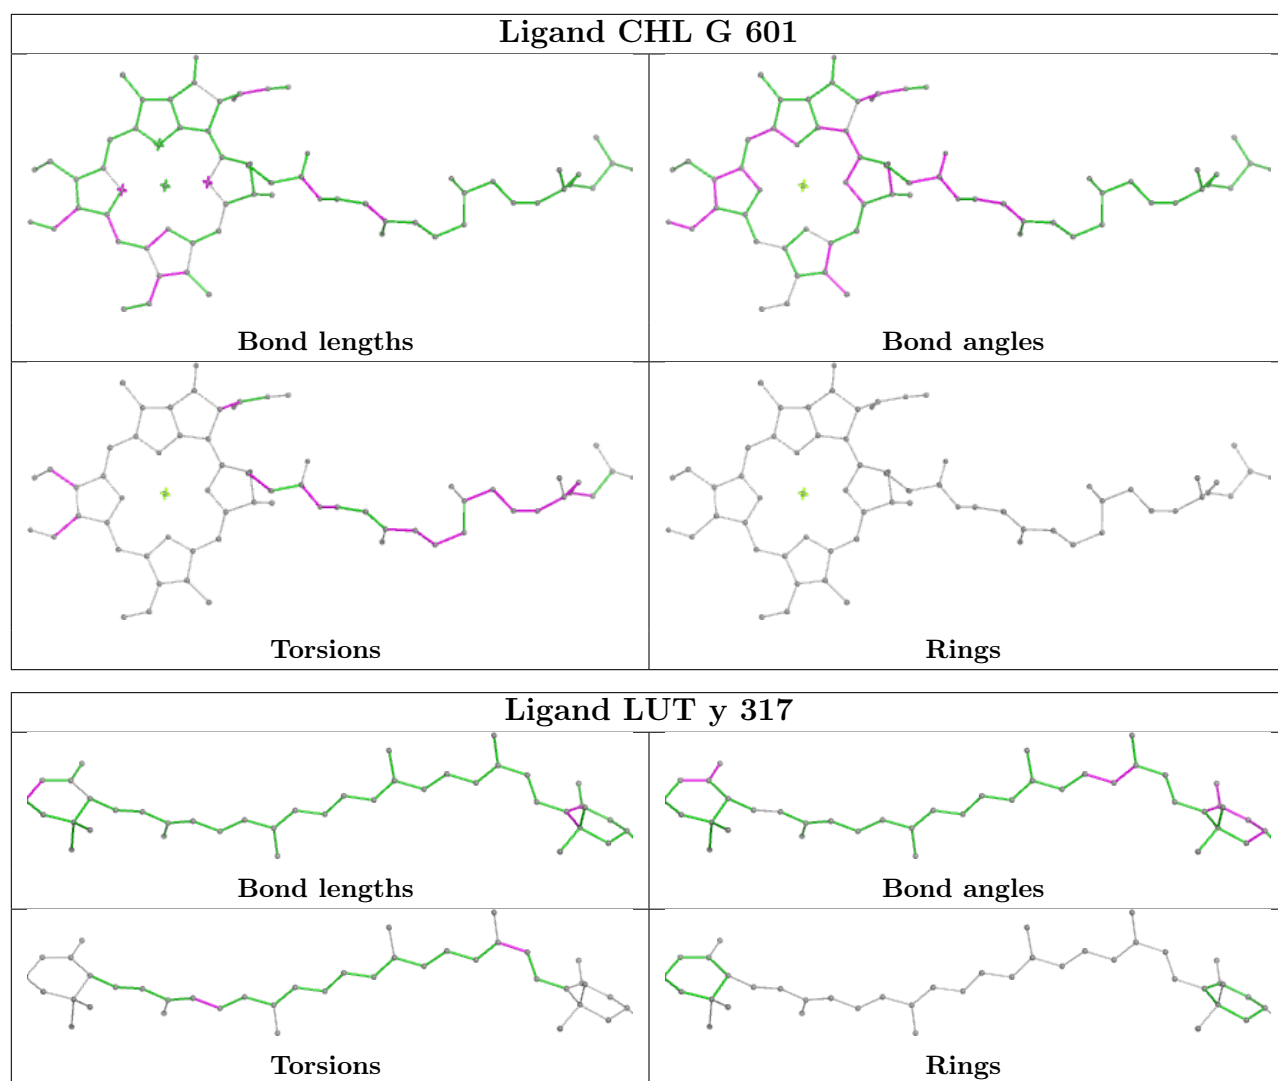 Ligand CHL G 601
Bond lengths
Bond angles
Torsions
Rings
Ligand LUT y 317
Bond lengths
Bond angles
Torsions
Rings